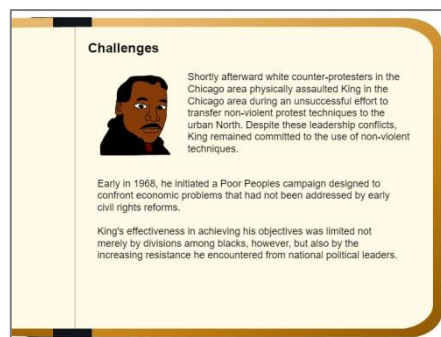 Challenges
Shortly afterward white counter-protesters in the
Chicago area physically assaulted King in the
Chicago area during an unsuccessful effort to
transfer non-violent protest techniques to the
urban North. Despite these leadership conflicts,
King remained committed to the use of non-violent
techniques.
Early in 1968, he initiated a Poor Peoples campaign designed to
confront economic problems that had not been addressed by early
civil rights reforms.
King's effectiveness in achieving his objectives was limited not
merely by divisions among blacks, however, but also by the
increasing resistance he encountered from national political leaders.